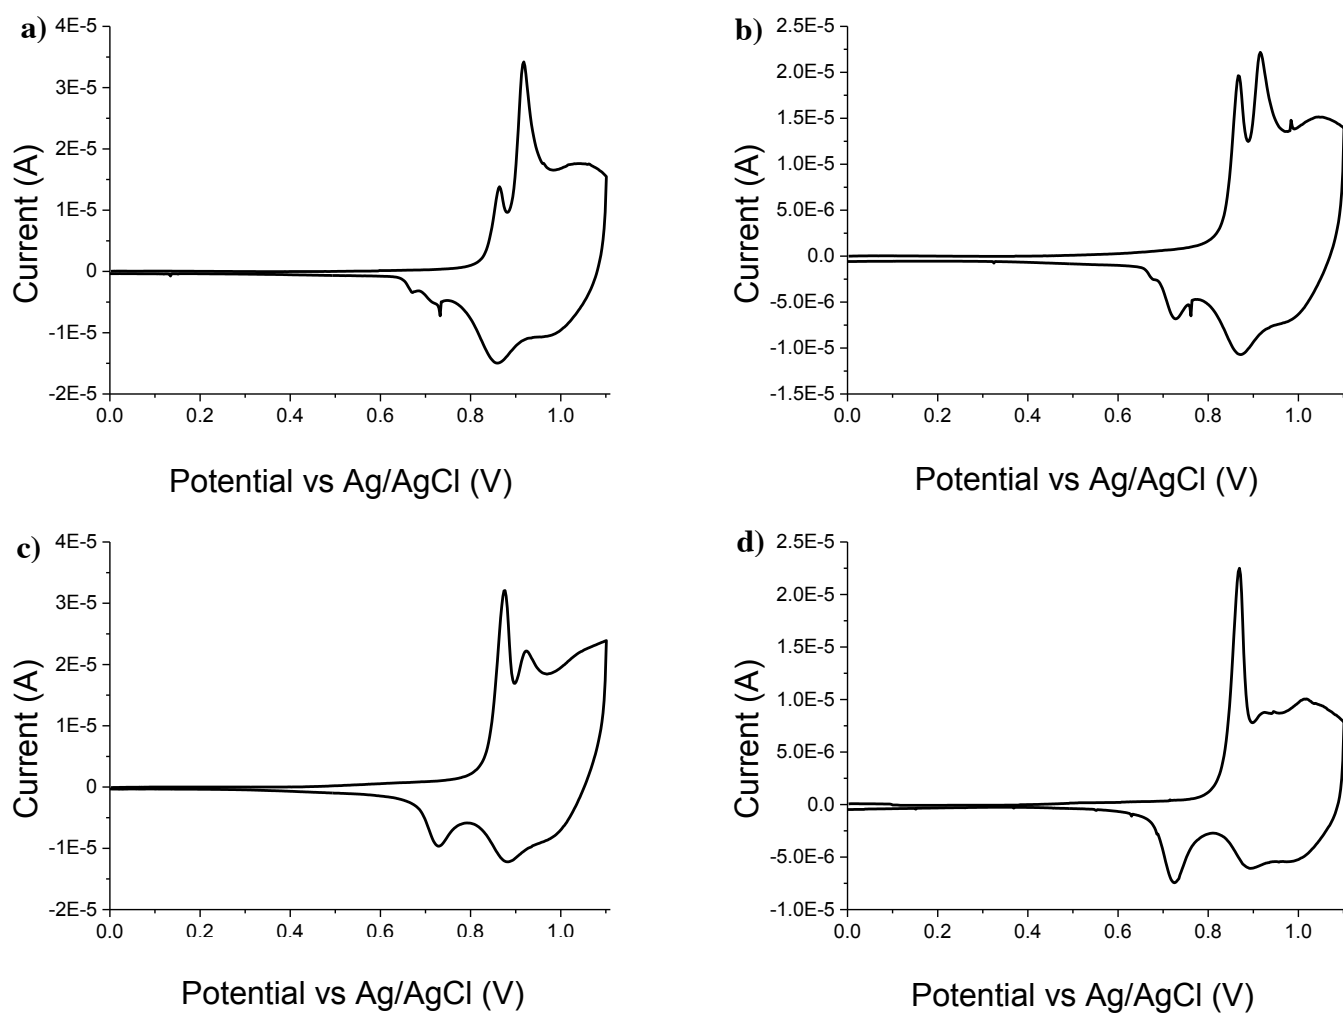 a)
4E-5
3E-5
2E-5
1E-5
0
-1E-5
-2E-5
Current (A)
0.0 0.2 0.4 0.6 0.8 1.0
Potential vs Ag/AgCl (V)
b)
2.5E-5
2.0E-5
1.5E-5
1.0E-5
5.0E-6
0.0
-5.0E-6
-1.0E-5
-1.5E-5
Current (A)
0.0 0.2 0.4 0.6 0.8 1.0
Potential vs Ag/AgCl (V)
c)
4E-5
3E-5
2E-5
1E-5
0
-1E-5
-2E-5
Current (A)
0.0 0.2 0.4 0.6 0.8 1.0
Potential vs Ag/AgCl (V)
d)
2.5E-5
2.0E-5
1.5E-5
1.0E-5
5.0E-6
0.0
-5.0E-6
-1.0E-5
Current (A)
0.0 0.2 0.4 0.6 0.8 1.0
Potential vs Ag/AgCl (V)